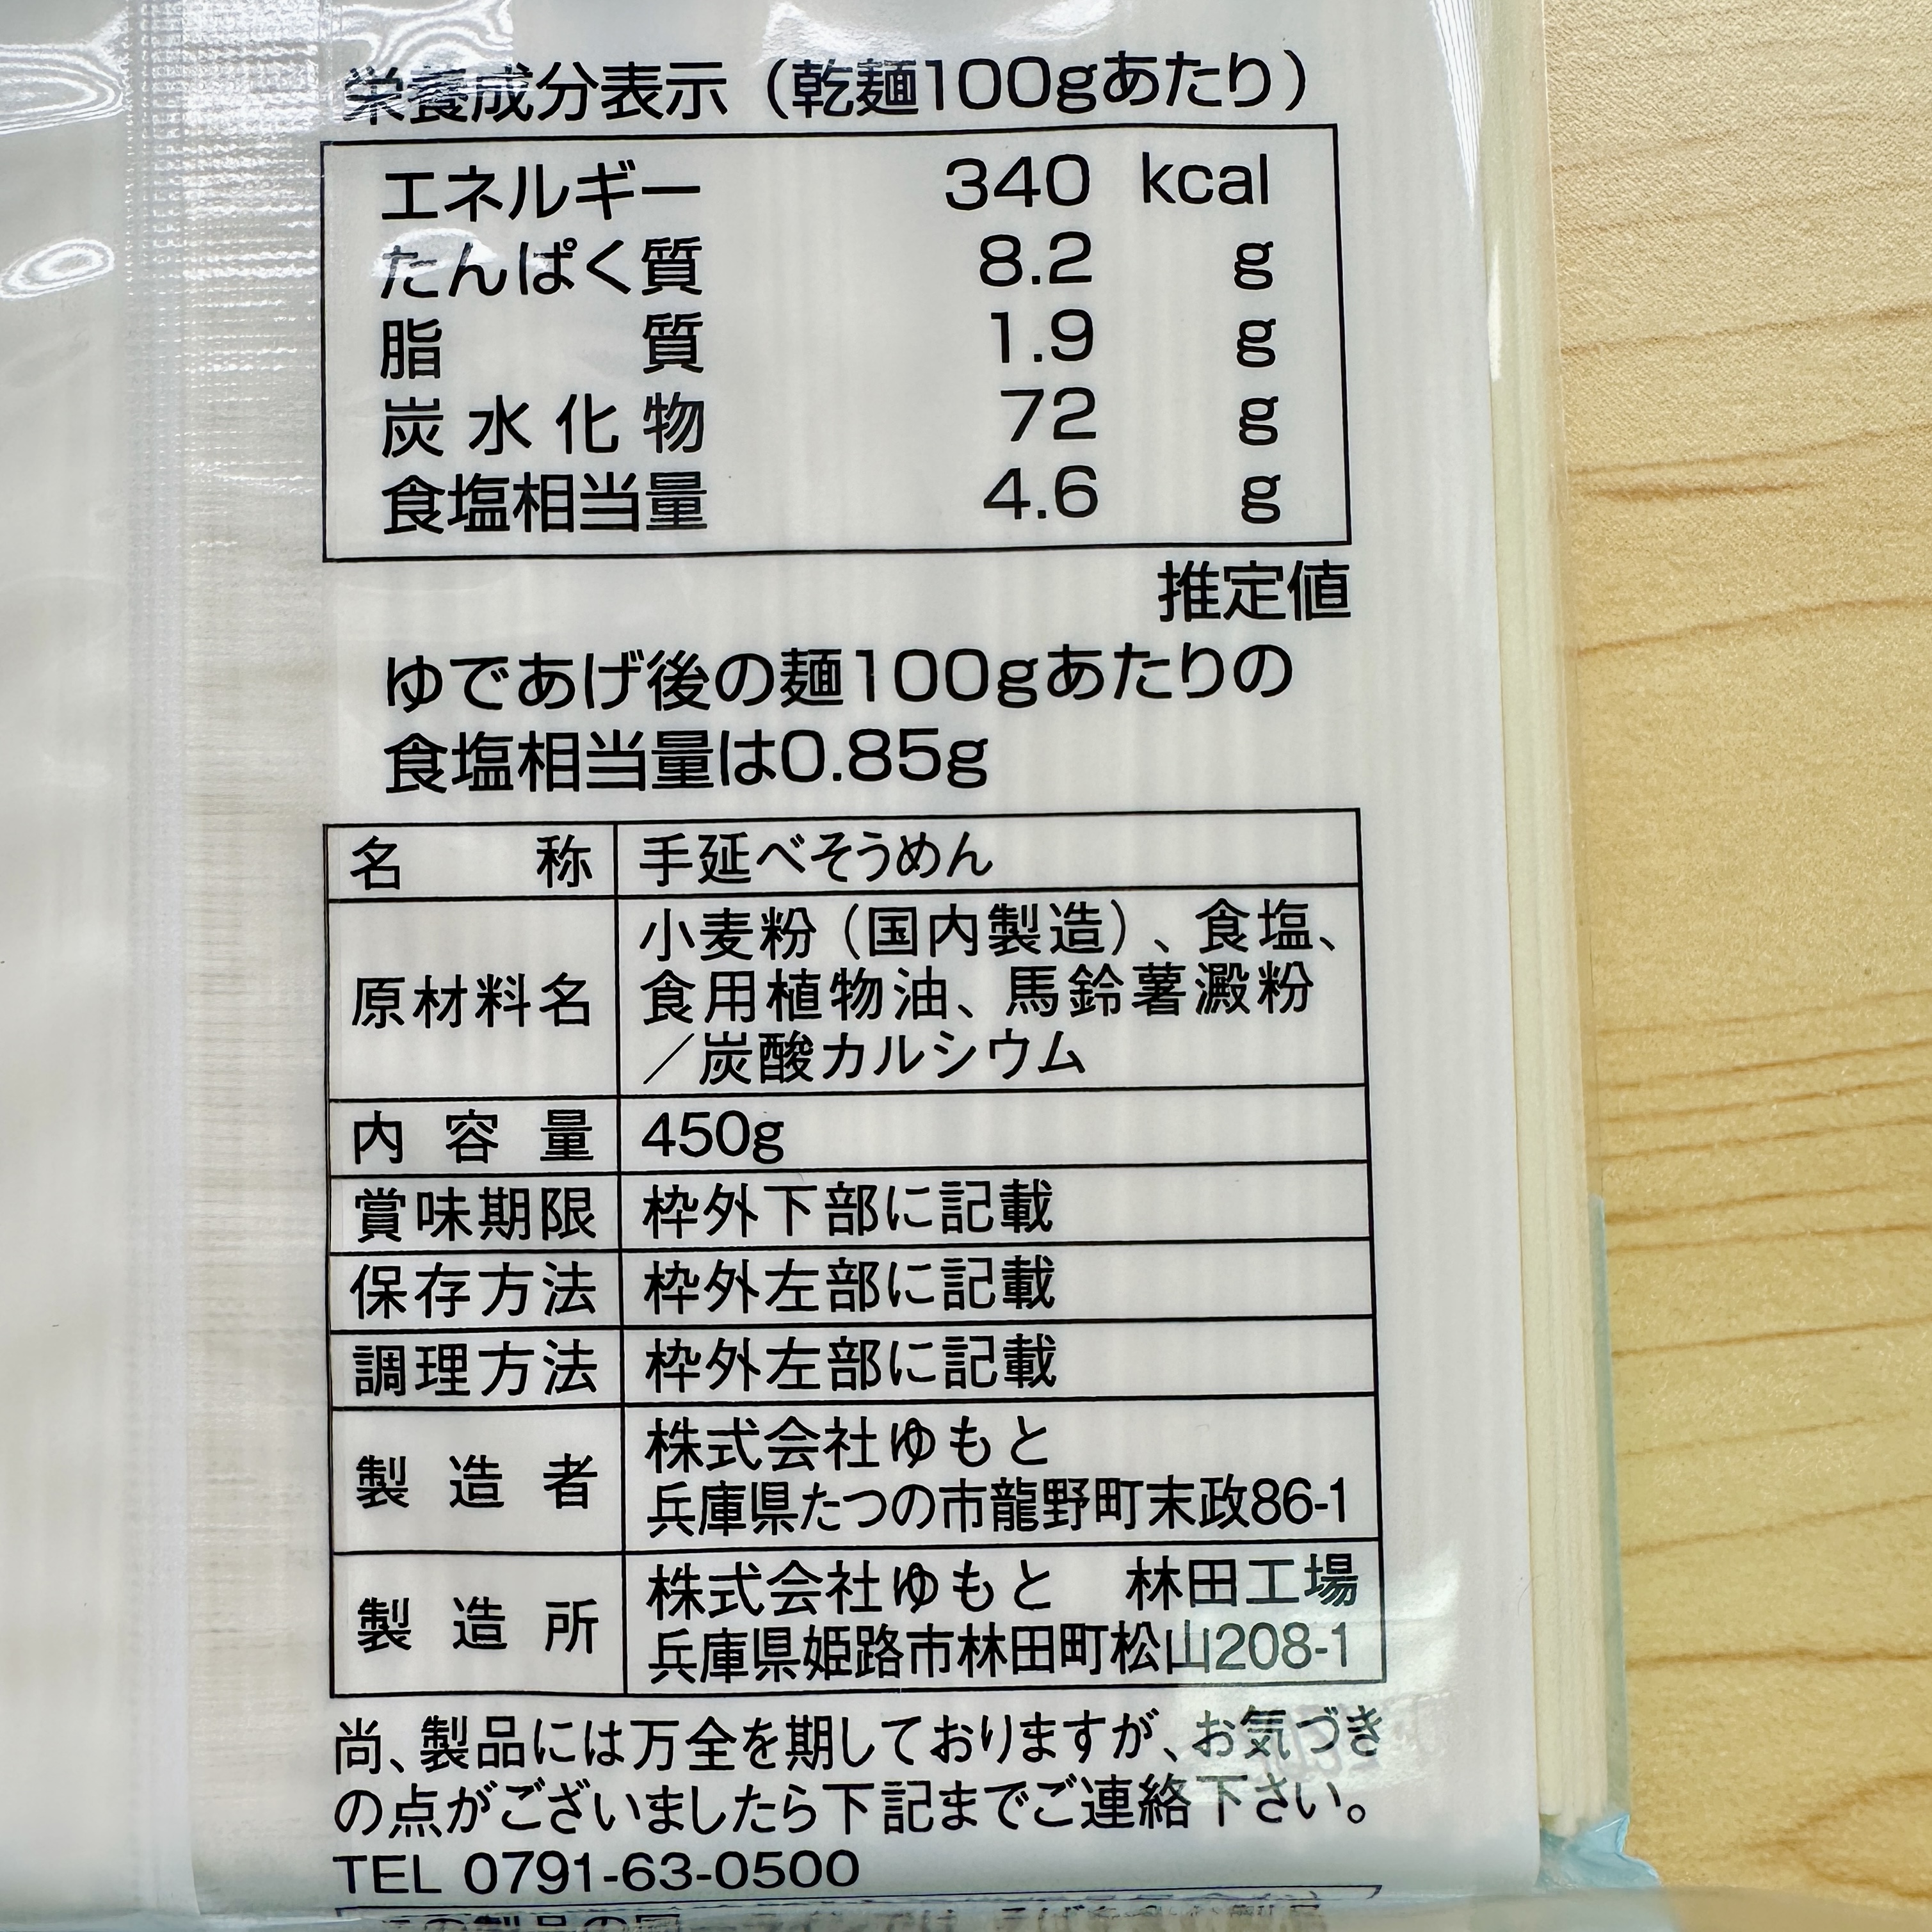 栄養成分表示（乾麺100gあたり）
エネルギー 340 kcal
たんぱく質 8.2 g
脂質 1.9 g
炭水化物 72 g
食塩相当量 4.6 g
推定値
ゆであげ後の麺100gあたりの
食塩相当量は0.85g
名称 手延べそうめん
原材料名 小麦粉（国内製造）、食塩、
食用植物油、馬鈴薯澱粉
／炭酸カルシウム
内容量 450g
賞味期限 枠外下部に記載
保存方法 枠外左部に記載
調理方法 枠外左部に記載
製造者 株式会社ゆもと
兵庫県たつの市龍野町末政86-1
製造所 株式会社ゆもと 林田工場
兵庫県姫路市林田町松山208-1
尚、製品には万全を期しておりますが、お気づき
の点がございましたら下記までご連絡下さい。
TEL 0791-63-0500